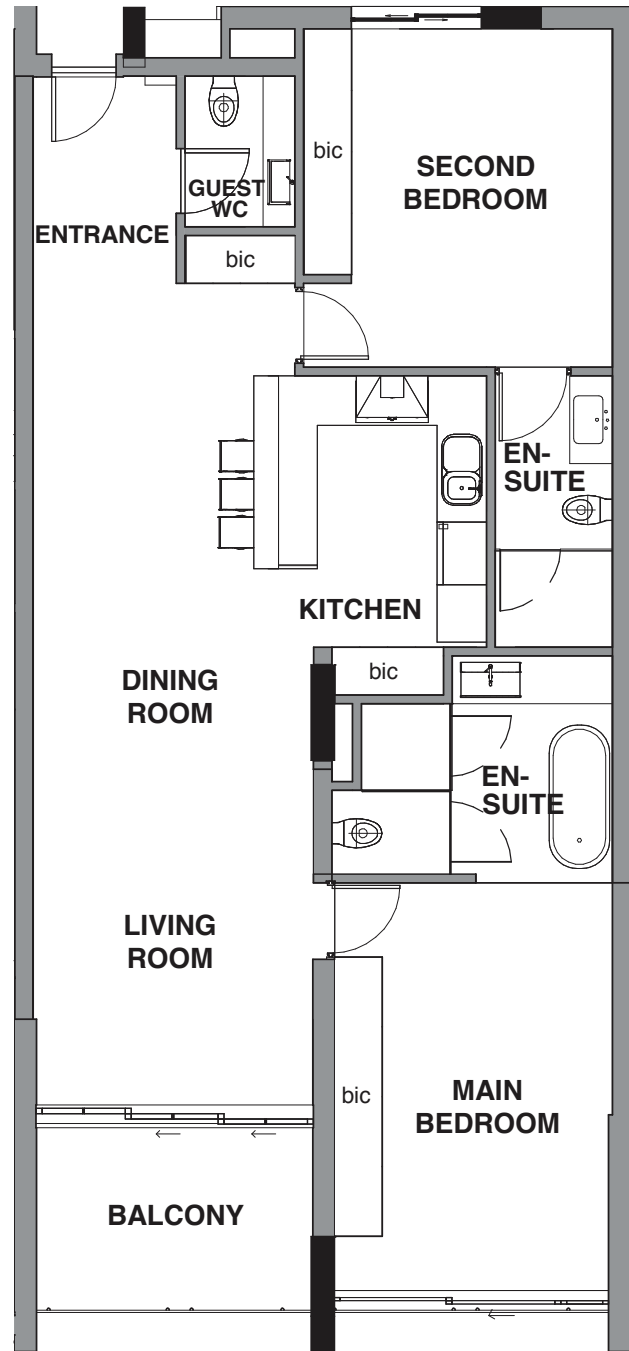 bic
SECOND
BEDROOM
GUEST
WC
ENTRANCE
bic
EN-
SUITE
KITCHEN
bic
DINING
ROOM
EN-
SUITE
LIVING
ROOM
bic
MAIN
BEDROOM
BALCONY